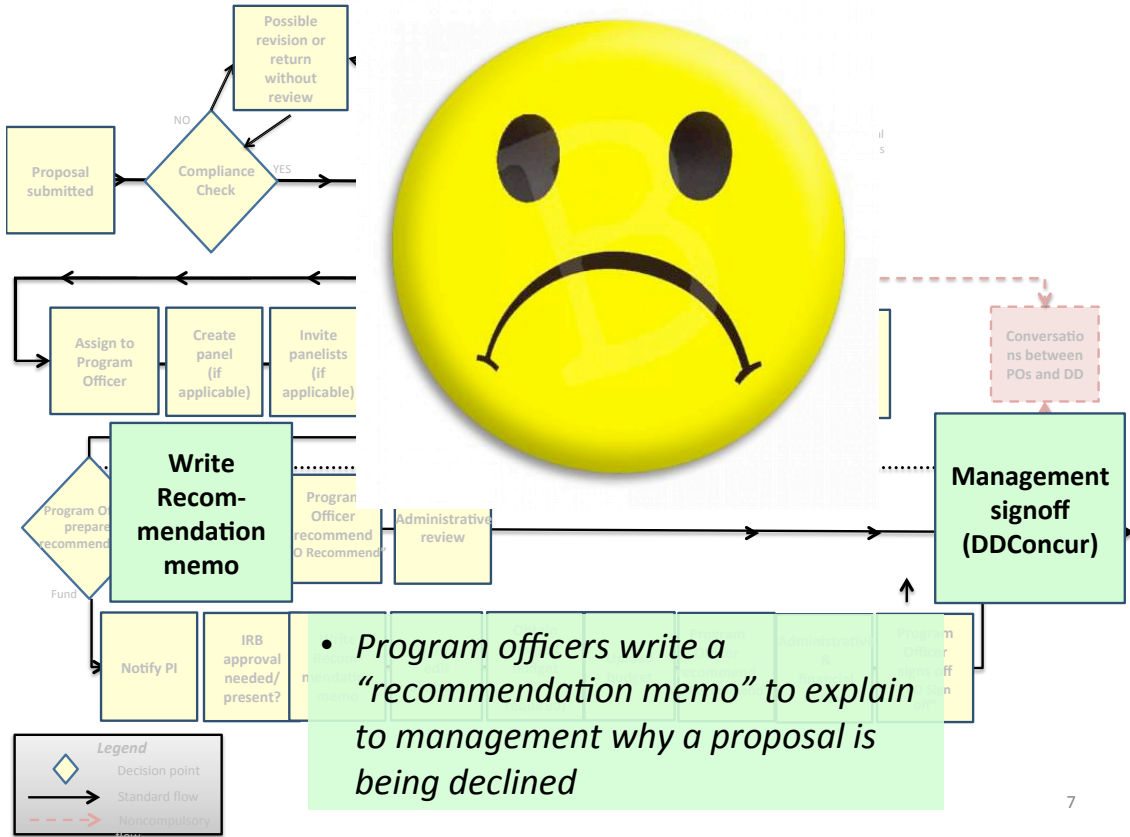 Possible
revision or
return
without
review
NO
Proposal
submitted
Compliance
Check
YES
Assign to
Program
Officer
Create
panel
(if
applicable)
Invite
panelists
(if
applicable)
Conversatio
ns between
POs and DD
Write
Recom-
mendation
memo
Program
Officer
recommend
Administrative
review
Management
signoff
(DDConcur)
prepare
Fund
Notify PI
IRB
approval
needed/
present?
• Program officers write a
“recommendation memo” to explain
to management why a proposal is
being declined
Program
Officer
Legend
Decision point
Standard flow
Noncompulsory
7